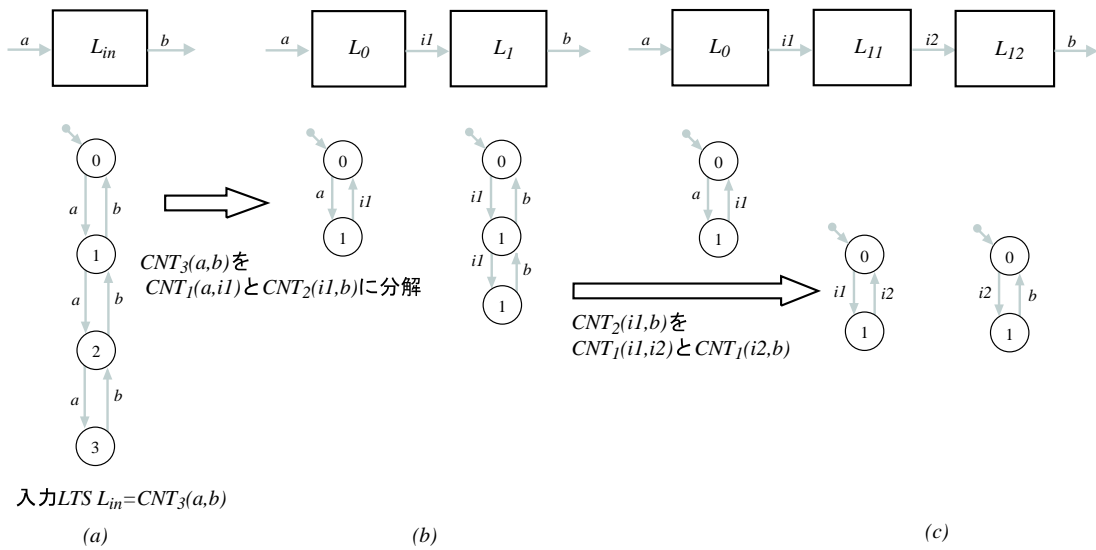 a
L_in
b
a
L_0
i1
L_1
b
a
L_0
i1
L_11
i2
L_12
b
0
a
b
1
a
b
2
a
b
3
入力LTS L_in=CNT_3(a,b)
(a)
CNT_3(a,b)を
CNT_1(a,i1)とCNT_2(i1,b)に分解
0
a
i1
1
0
i1
b
1
i1
b
1
(b)
CNT_2(i1,b)を
CNT_1(i1,i2)とCNT_1(i2,b)
0
a
i1
1
0
i1
i2
1
0
i2
b
1
(c)